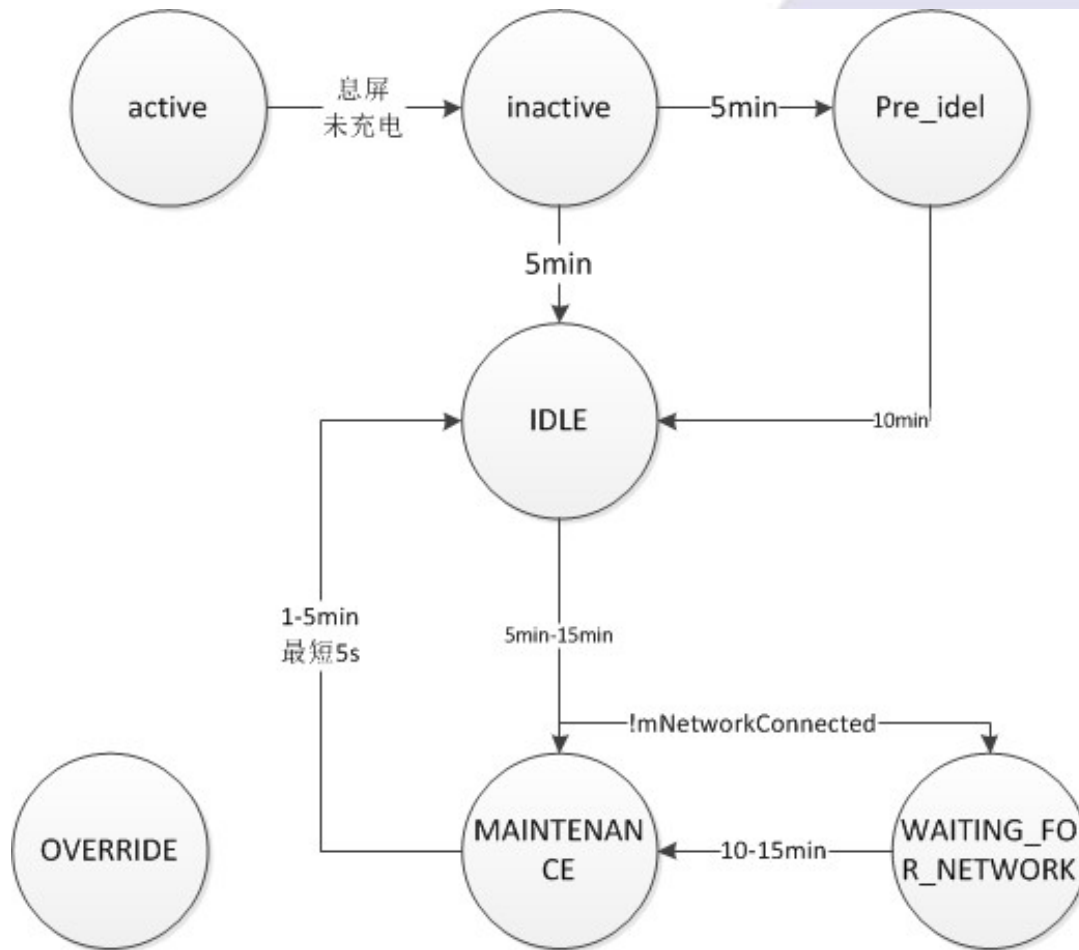 active
息屏
未充电
inactive
5min
Pre_idel
5min
IDLE
10min
1-5min
最短5s
5min-15min
!mNetworkConnected
OVERRIDE
MAINTENAN
CE
10-15min
WAITING_FO
R_NETWORK